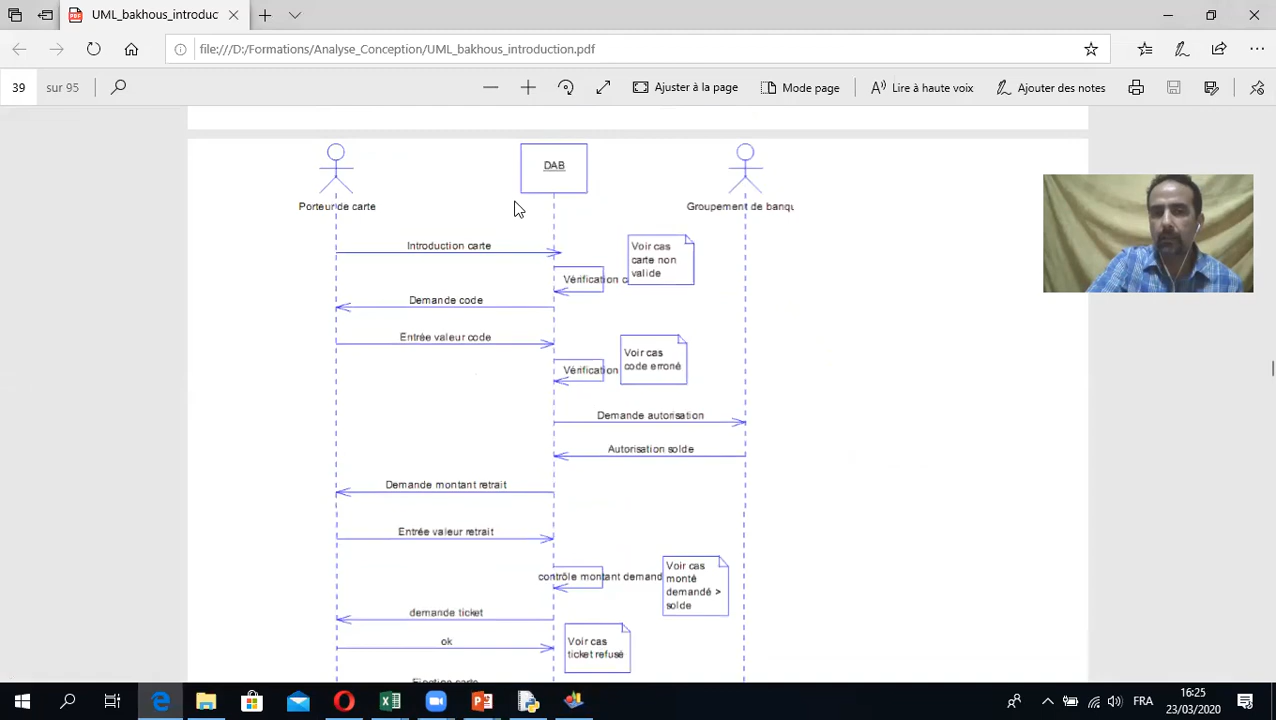 UML_bakhous_introduc
file:///D:/Formations/Analyse_Conception/UML_bakhous_introduction.pdf
39 sur 95
Ajuster à la page
Mode page
Lire à haute voix
Ajouter des notes
DAB
Porteur de carte
Groupement de banqu
Introduction carte
Voir cas
carte non
valide
Vérification c
Demande code
Entrée valeur code
Voir cas
code erroné
Vérification
Demande autorisation
Autorisation solde
Demande montant retrait
Entrée valeur retrait
contrôle montant demand
Voir cas
monté
demandé >
solde
demande ticket
ok
Voir cas
ticket refusé
Ejection carte
FRA
16:25
23/03/2020